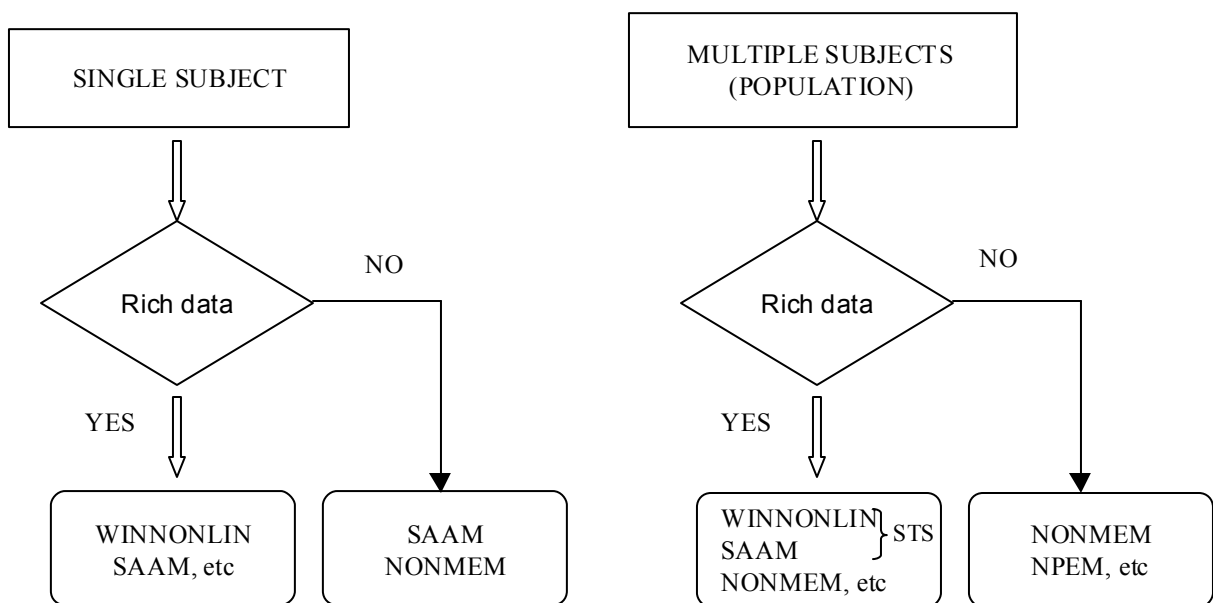 SINGLE SUBJECT
Rich data
NO
YES
WINNONLIN
SAAM, etc
SAAM
NONMEM
MULTIPLE SUBJECTS
(POPULATION)
Rich data
NO
YES
WINNONLIN
SAAM
STS
NONMEM, etc
NONMEM
NPEM, etc